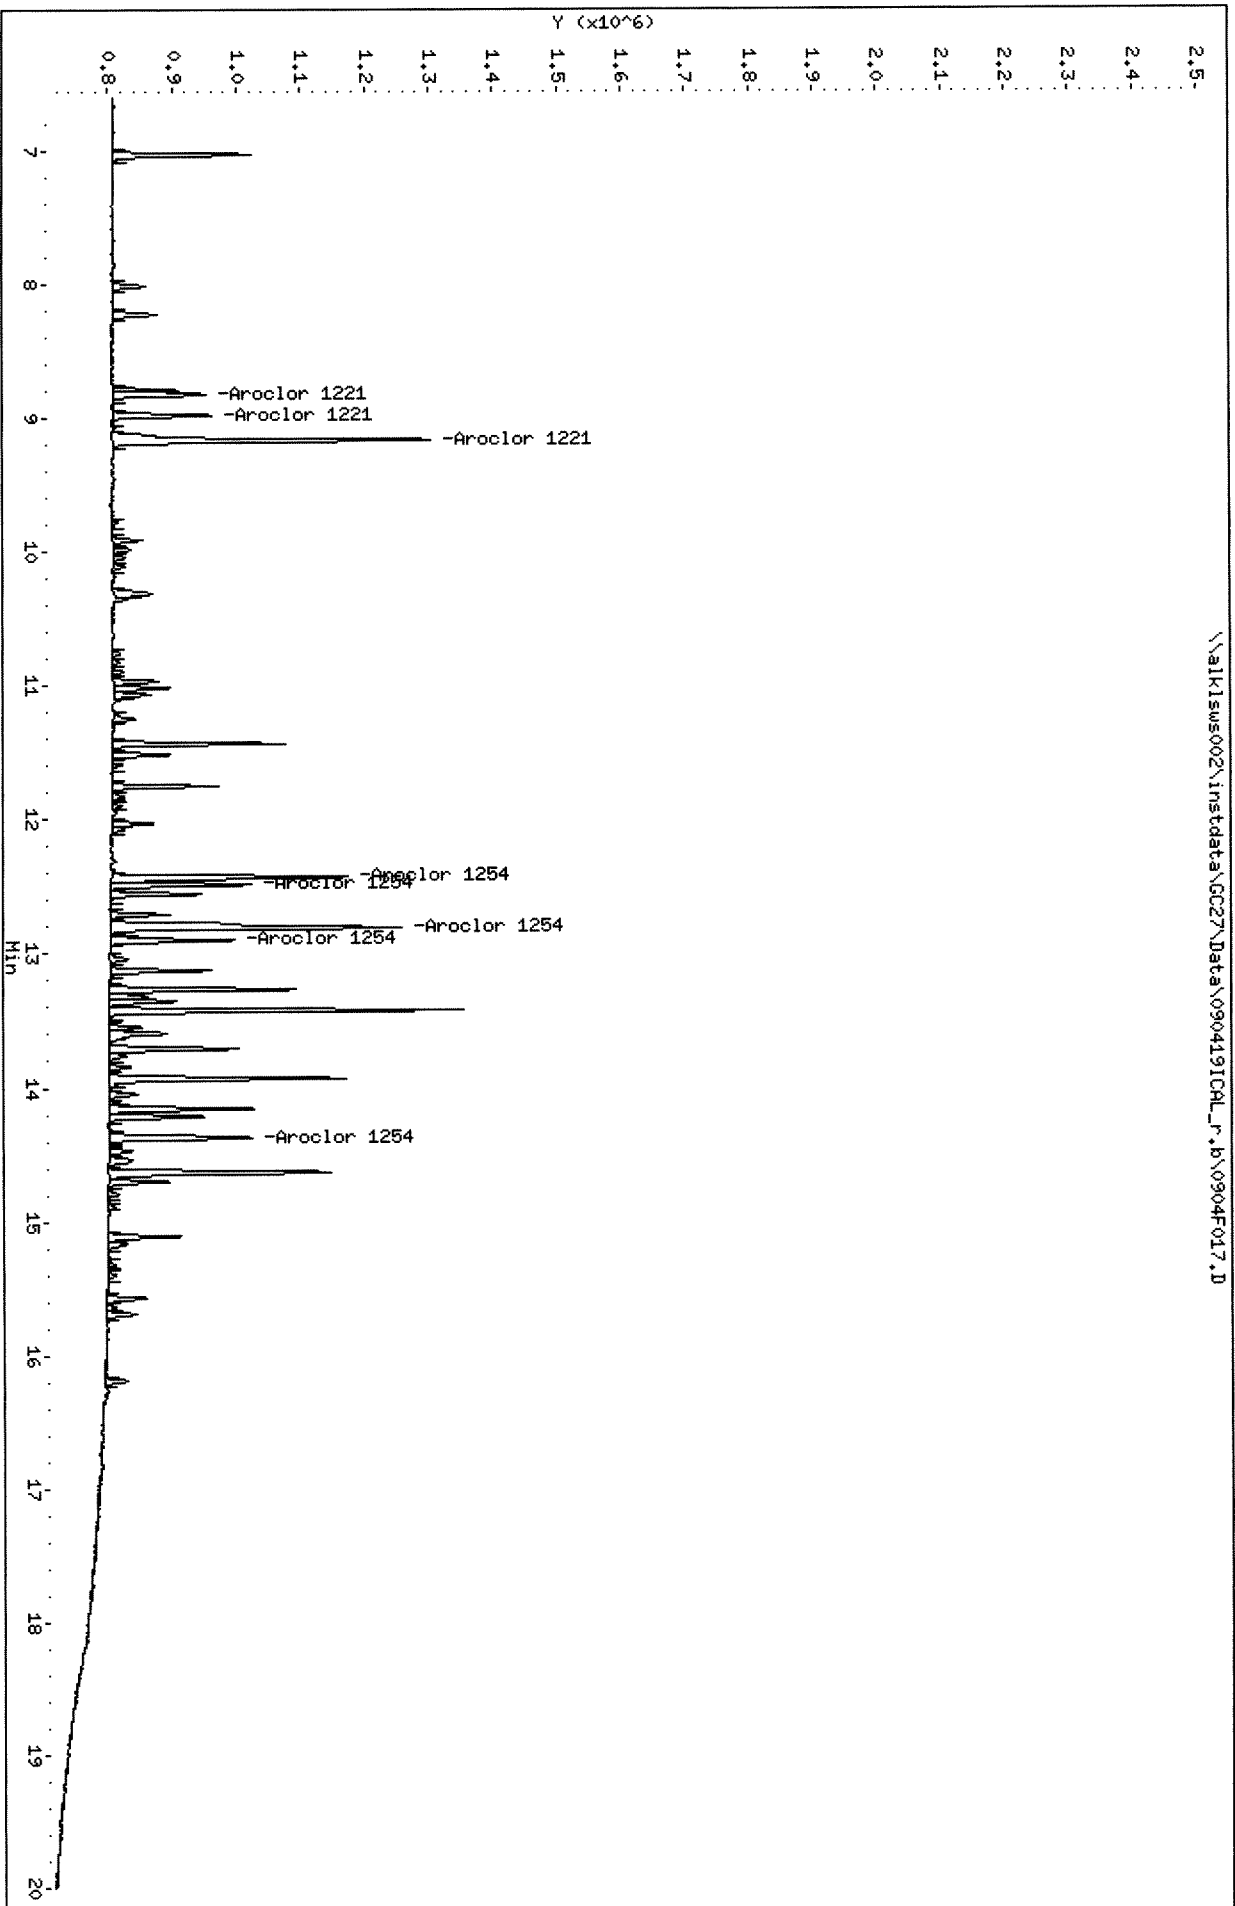 \\alklsws002\instdata\GC27\Data\090419ICAL_r.b\0904F017.D
Y (x10^6)
2.5
2.4
2.3
2.2
2.1
2.0
1.9
1.8
1.7
1.6
1.5
1.4
1.3
1.2
1.1
1.0
0.9
0.8
-Aroclor 1221
-Aroclor 1221
-Aroclor 1221
-Aroclor 1254
-Aroclor 1254
-Aroclor 1254
-Aroclor 1254
-Aroclor 1254
7
8
9
10
11
12
13
14
15
16
17
18
19
20
Min